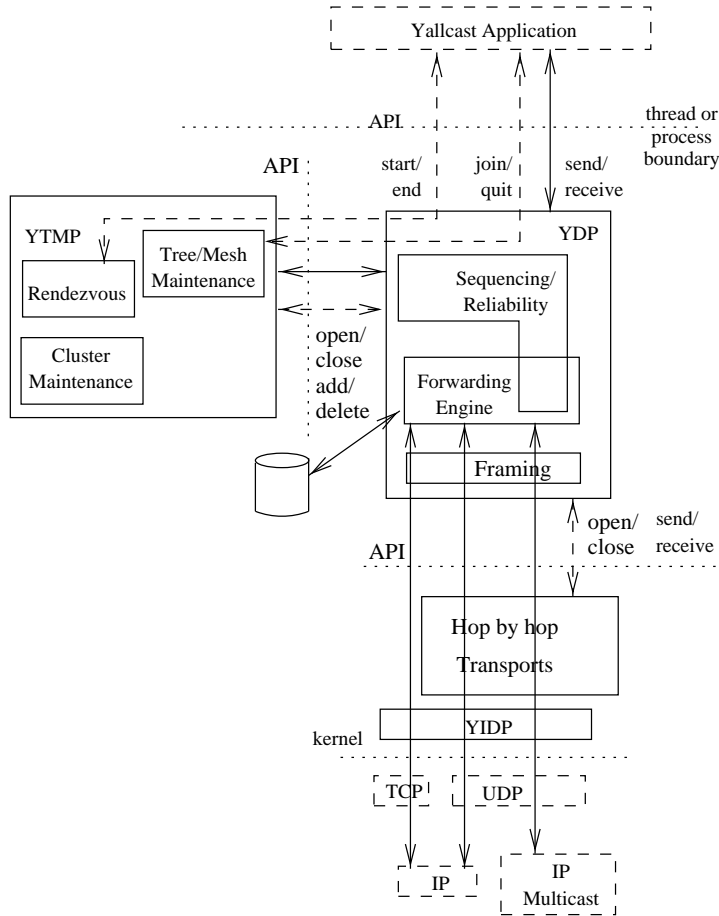 Yallcast Application
API
thread or
process
boundary
API
start/
end
join/
quit
send/
receive
YTMP
Tree/Mesh
Maintenance
Rendezvous
Cluster
Maintenance
YDP
Sequencing/
Reliability
open/
close
add/
delete
Forwarding
Engine
Framing
API
open/
close
send/
receive
Hop by hop
Transports
YIDP
kernel
TCP
UDP
IP
IP
Multicast